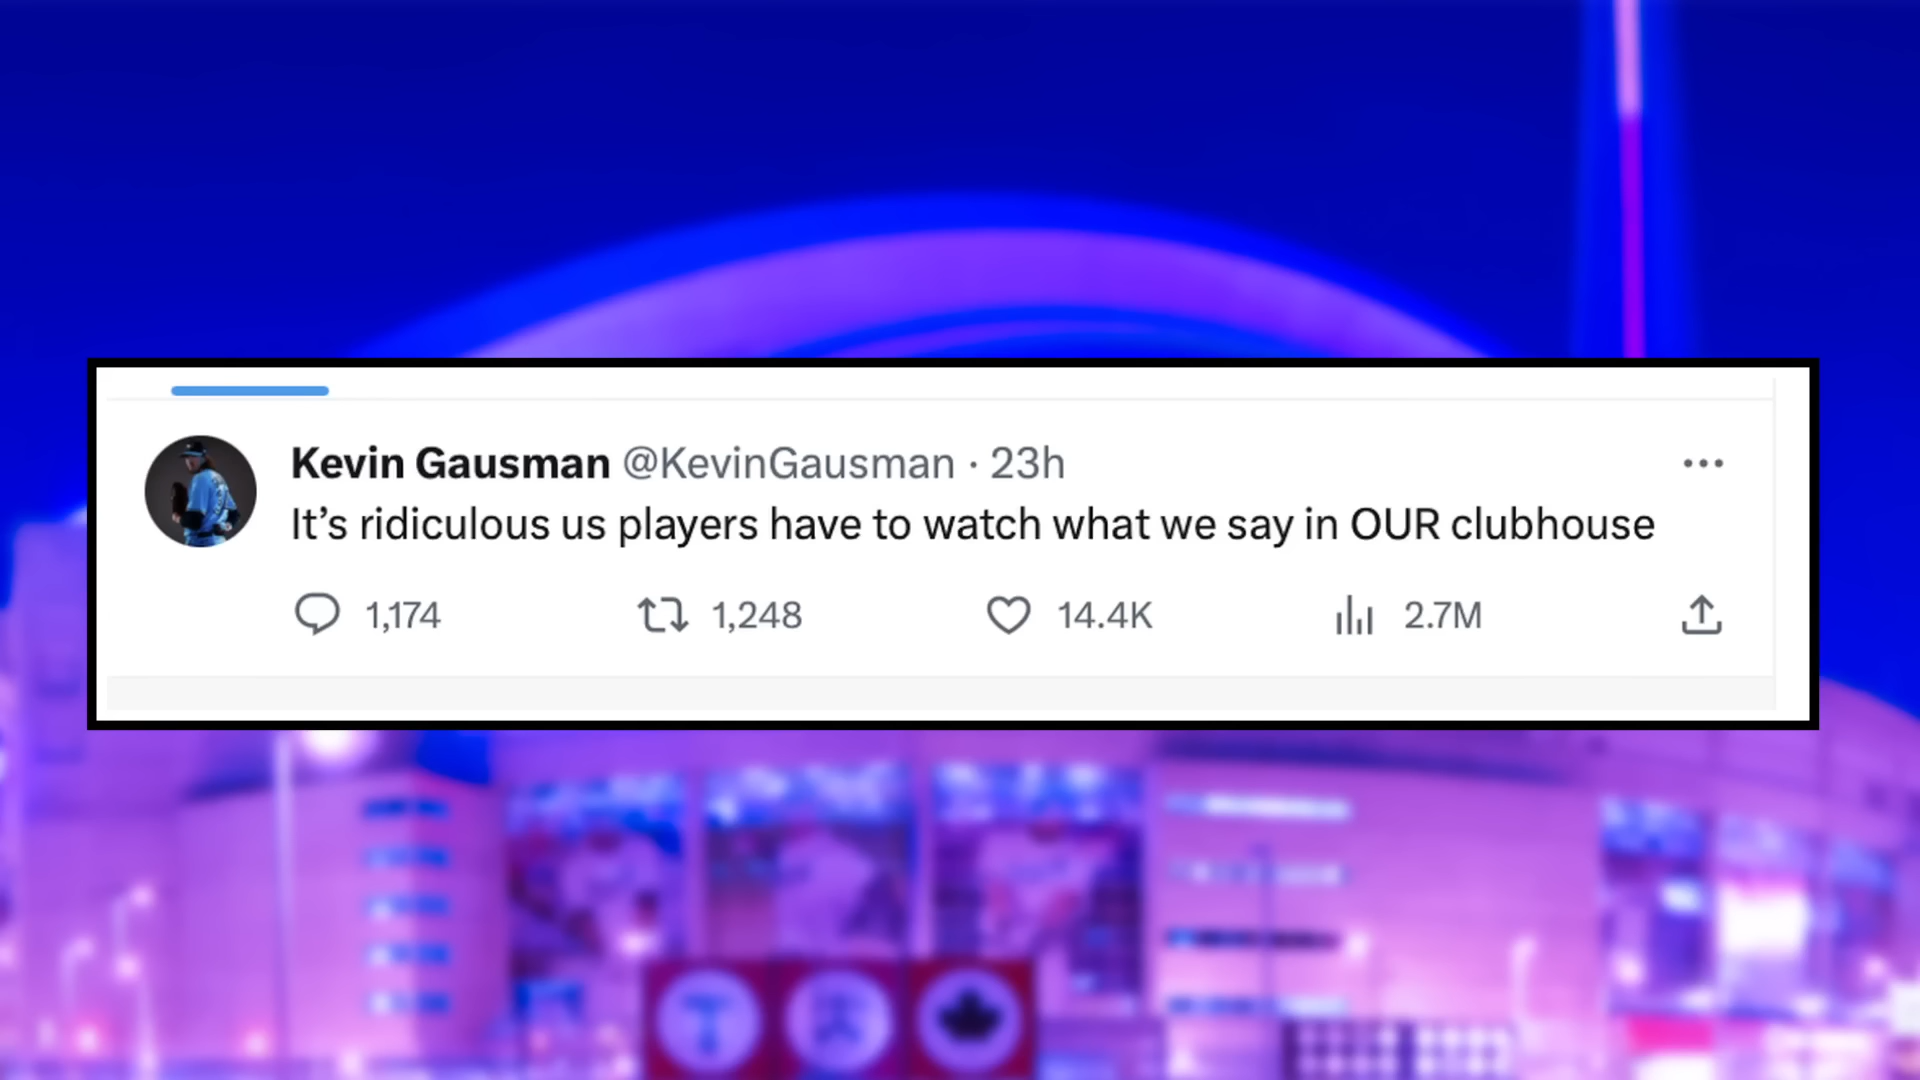 Kevin Gausman @KevinGausman · 23h
It’s ridiculous us players have to watch what we say in OUR clubhouse
1,174 1,248 14.4K 2.7M